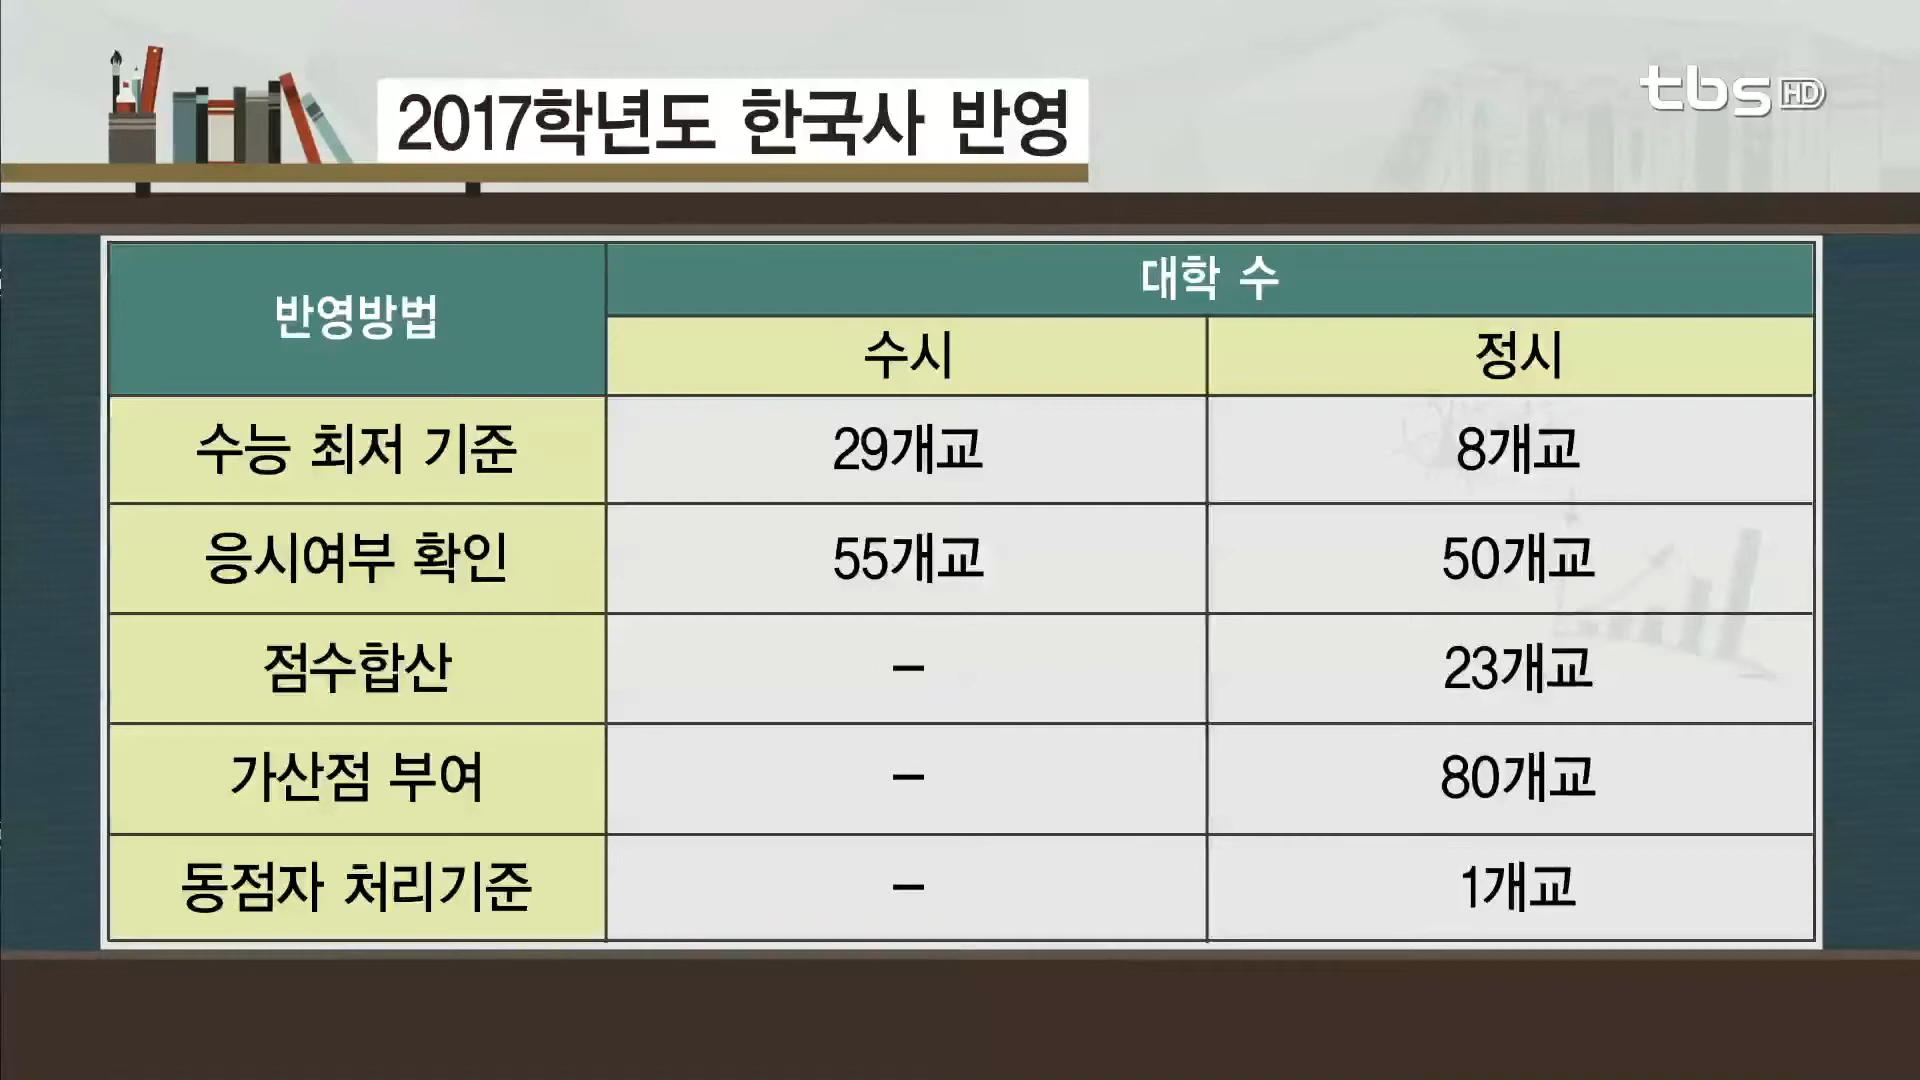 2017학년도 한국사 반영
tbs HD
반영방법 대학 수
수시 정시
수능 최저 기준 29개교 8개교
응시여부 확인 55개교 50개교
점수합산 – 23개교
가산점 부여 – 80개교
동점자 처리기준 – 1개교